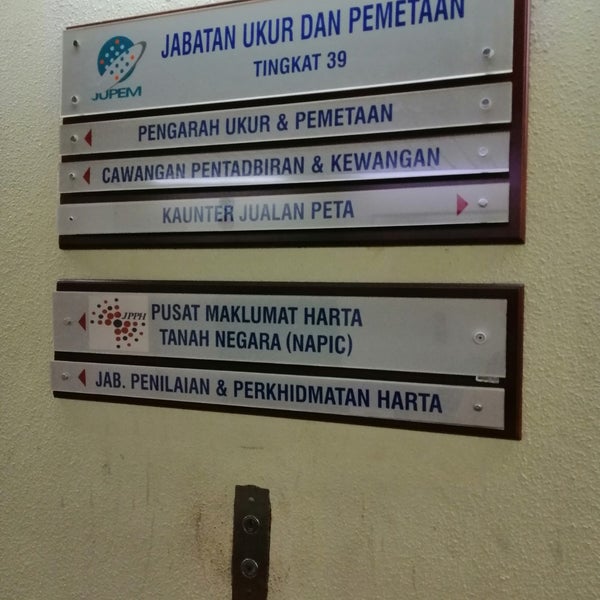 JUPEM
JABATAN UKUR DAN PEMETAAN
TINGKAT 39
PENGARAH UKUR & PEMETAAN
CAWANGAN PENTADBIRAN & KEWANGAN
KAUNTER JUALAN PETA
JPPH
PUSAT MAKLUMAT HARTA
TANAH NEGARA (NAPIC)
JAB. PENILAIAN & PERKHIDMATAN HARTA